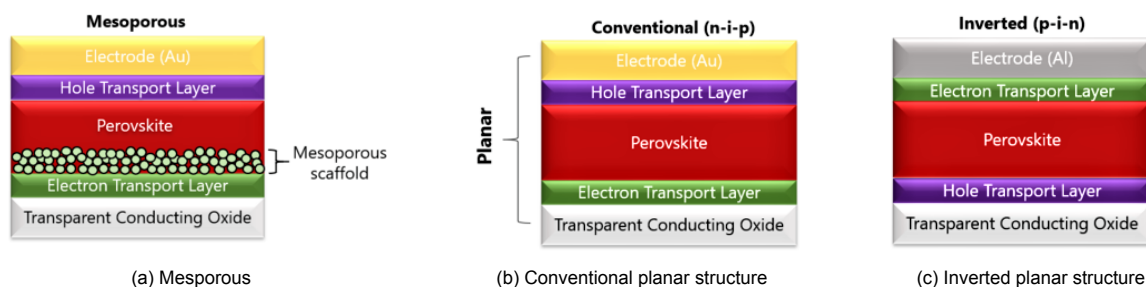 Mesoporous
Electrode (Au)
Hole Transport Layer
Perovskite
Mesoporous
scaffold
Electron Transport Layer
Transparent Conducting Oxide
(a) Mesporous
Conventional (n-i-p)
Planar
Electrode (Au)
Hole Transport Layer
Perovskite
Electron Transport Layer
Transparent Conducting Oxide
(b) Conventional planar structure
Inverted (p-i-n)
Electrode (Al)
Electron Transport Layer
Perovskite
Hole Transport Layer
Transparent Conducting Oxide
(c) Inverted planar structure